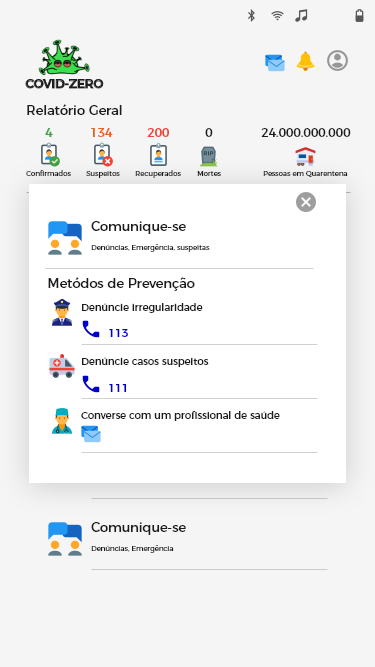 COVID-ZERO
Relatório Geral
4 134 200 0 24.000.000.000
RIP
Confirmados Suspeitos Recuperados Mortes Pessoas em Quarentena
Comunique-se
Denúncias, Emergência, suspeitas
Metódos de Prevenção
Denúncie irregularidade
113
Denúncie casos suspeitos
111
Converse com um profissional de saúde
Comunique-se
Denúncias, Emergência